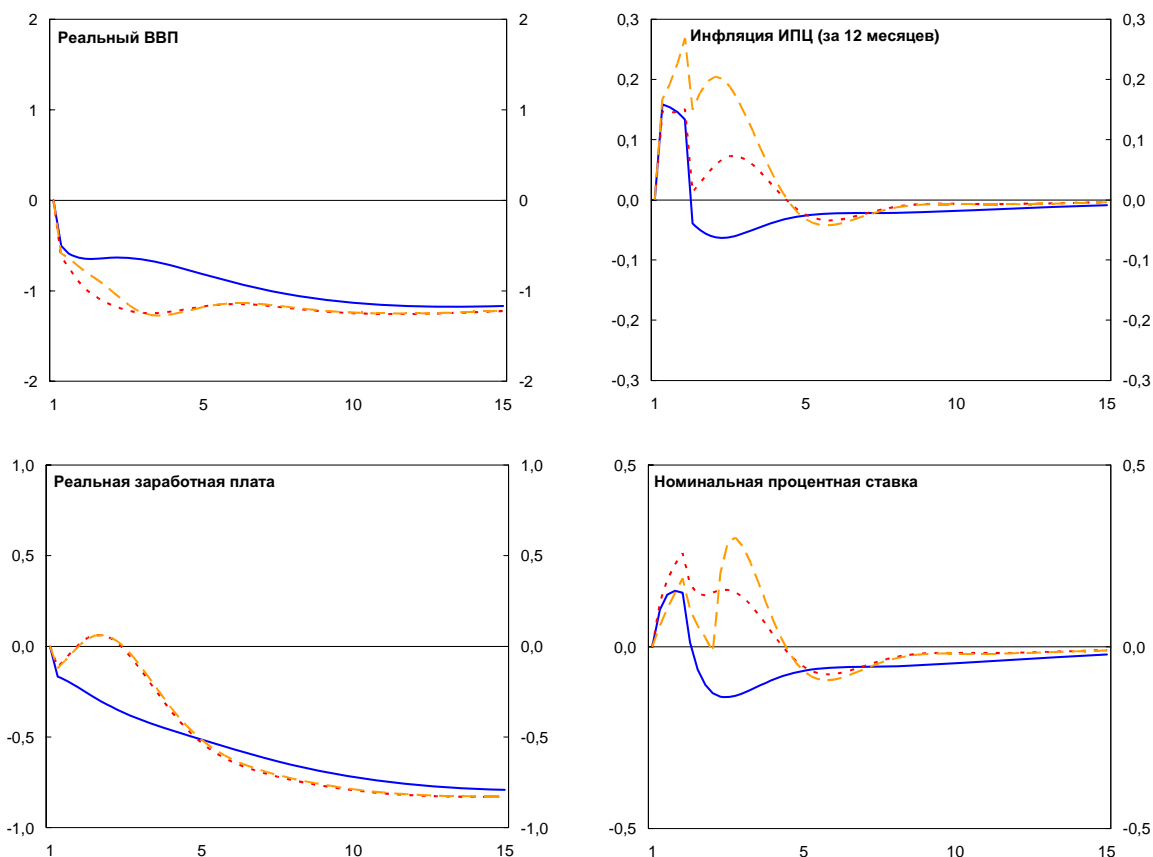 Реальный ВВП
2 2
1 1
0 0
-1 -1
-2 -2
1 5 10 15
Инфляция ИПЦ (за 12 месяцев)
0,3 0,3
0,2 0,2
0,1 0,1
0,0 0,0
-0,1 -0,1
-0,2 -0,2
-0,3 -0,3
1 5 10 15
Реальная заработная плата
1,0 1,0
0,5 0,5
0,0 0,0
-0,5 -0,5
-1,0 -1,0
1 5 10 15
Номинальная процентная ставка
0,5 0,5
0,0 0,0
-0,5 -0,5
1 5 10 15